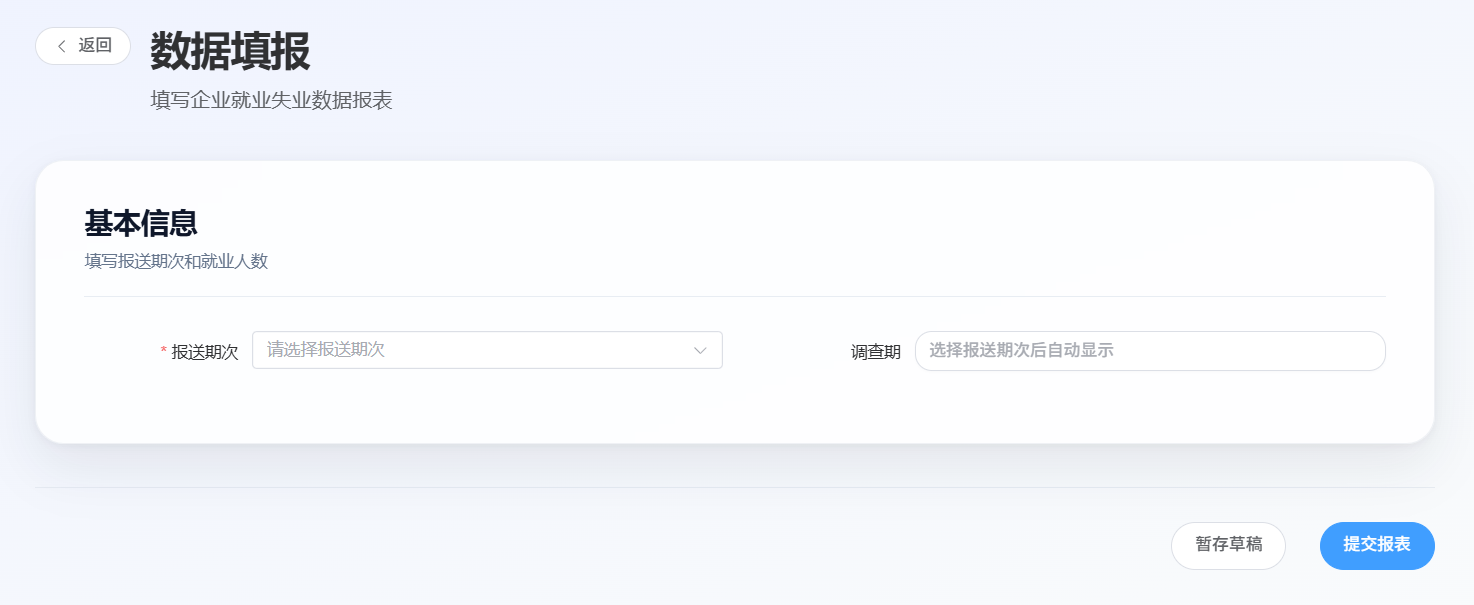 返回
数据填报
填写企业就业失业数据报表
基本信息
填写报送期次和就业人数
* 报送期次 请选择报送期次 调查期 选择报送期次后自动显示
暂存草稿 提交报表